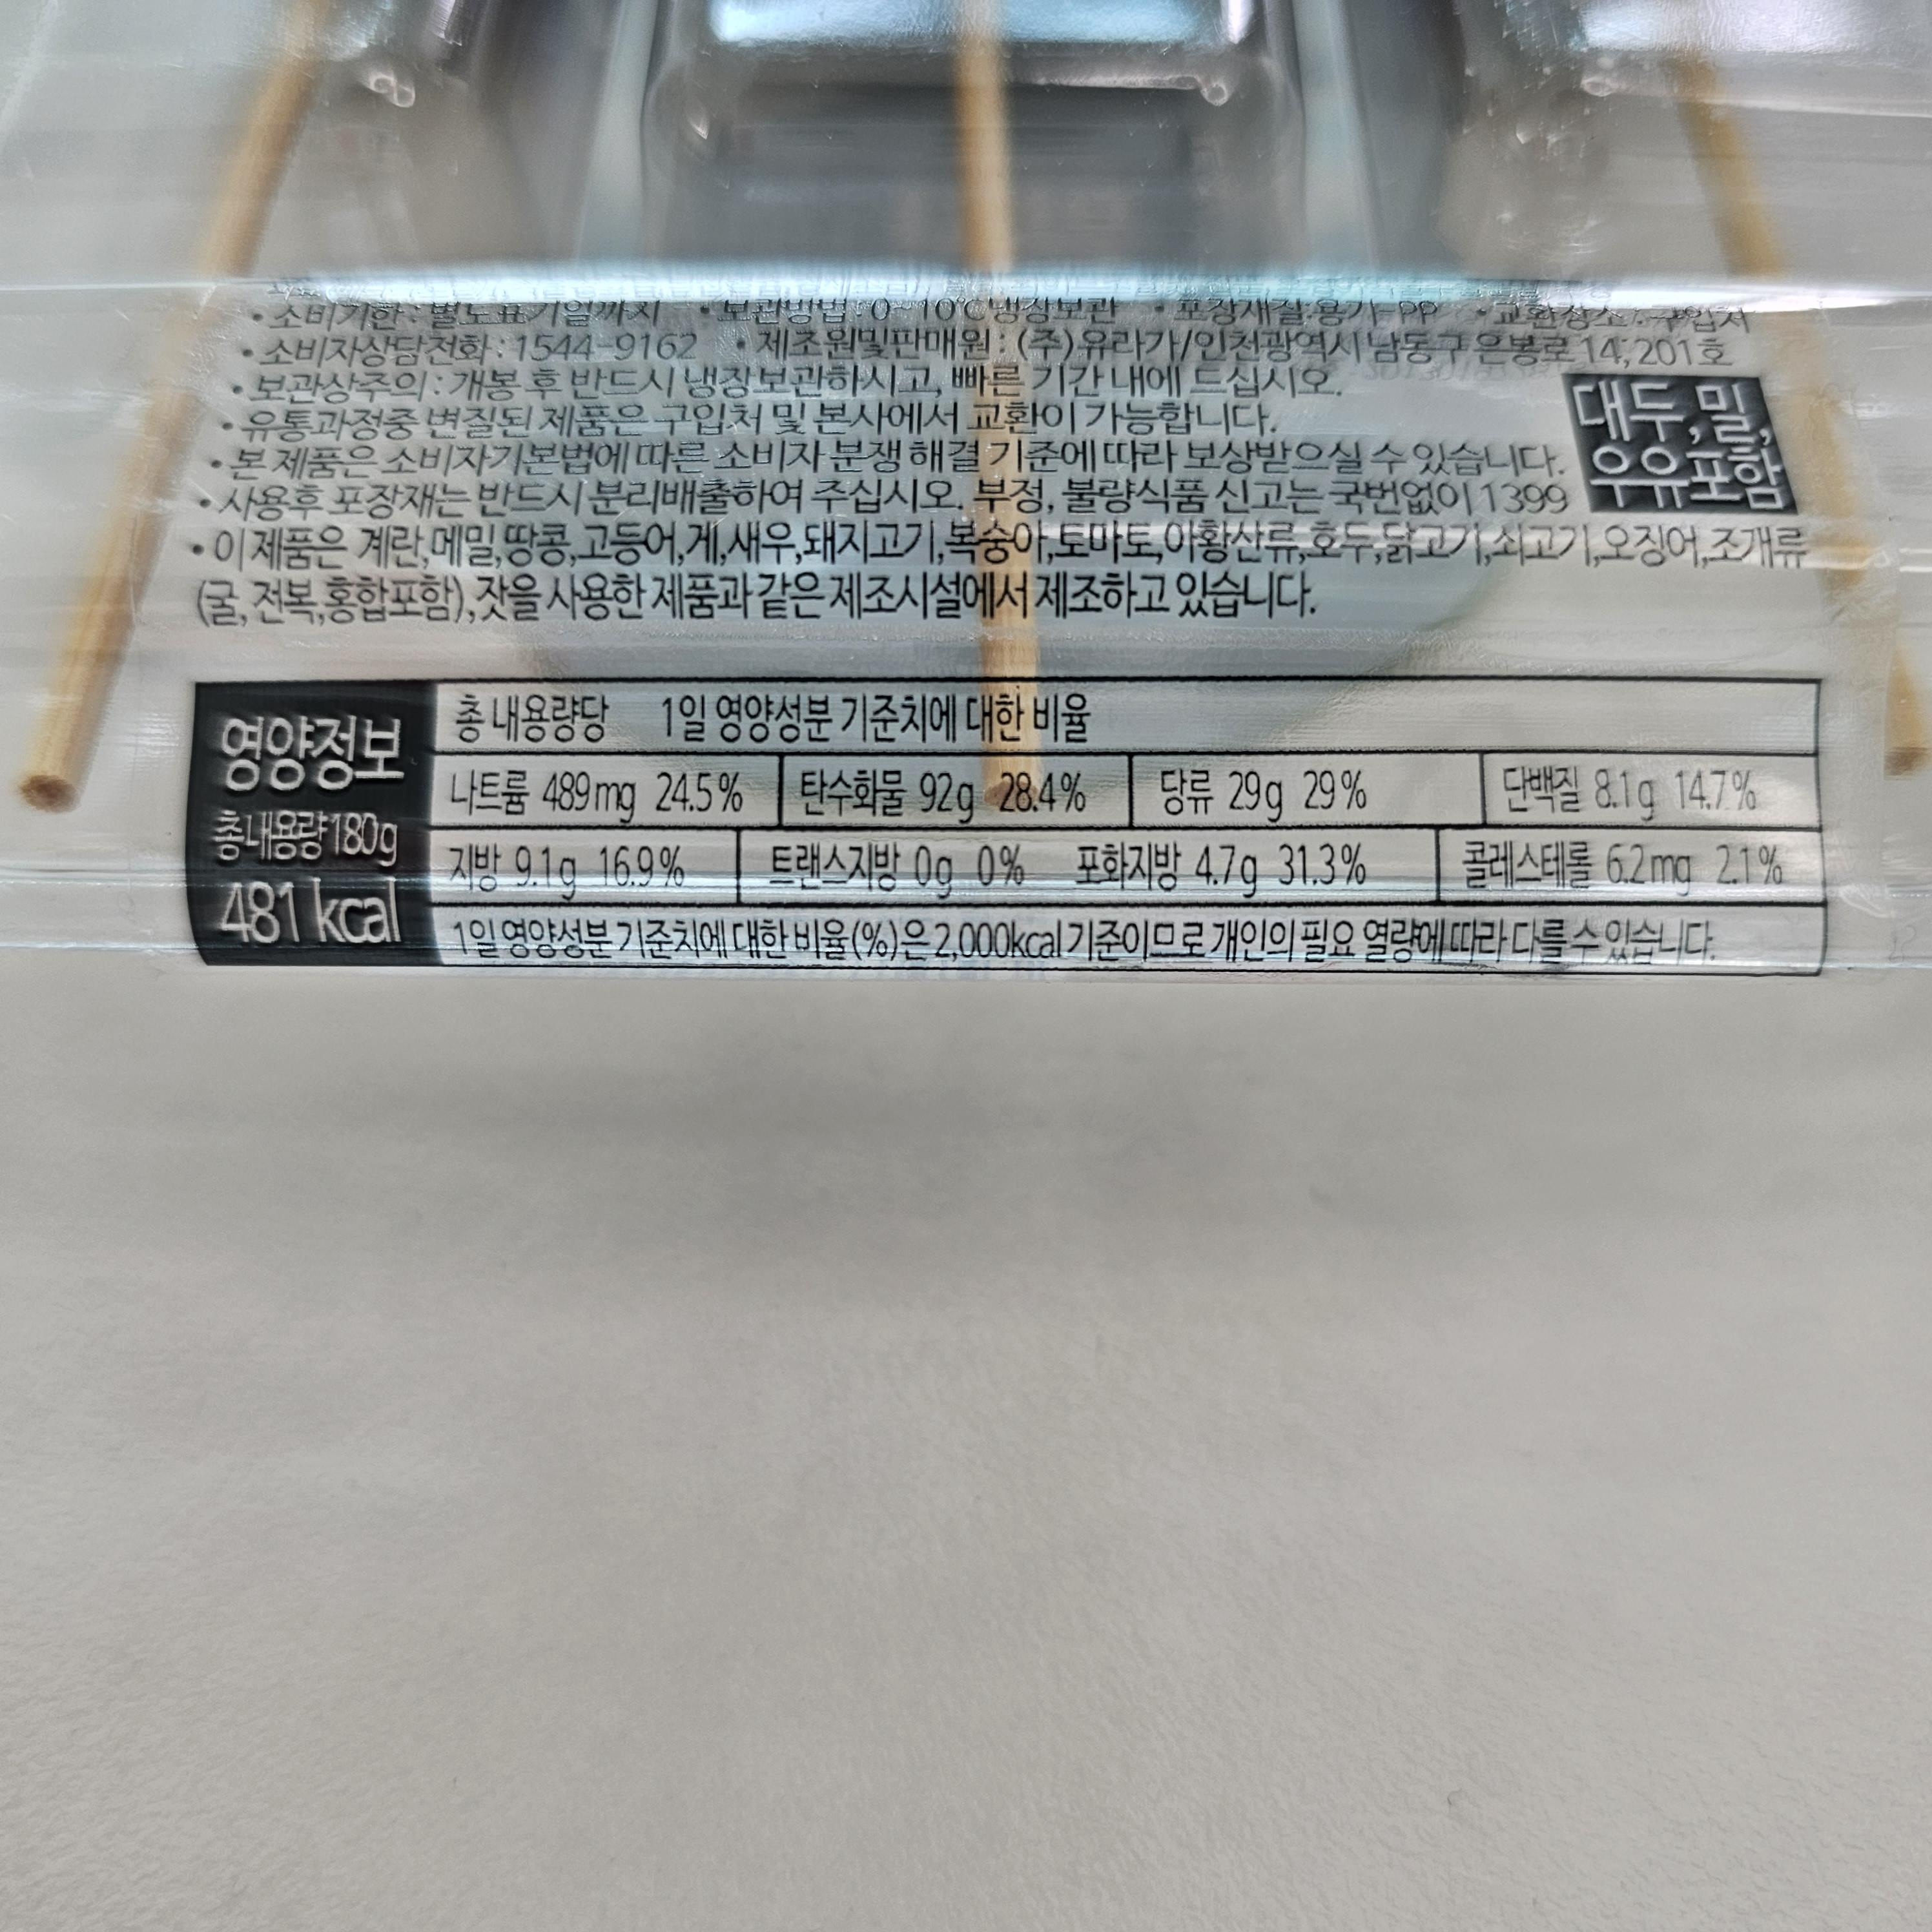 • 소비기한 : 별도표기일까지 • 보관방법 : 0~10℃ 냉장보관 • 포장재질:용기-PP • 교환장소 : 구입처
• 소비자상담전화 : 1544-9162 • 제조원및판매원 : (주)유라가/인천광역시 남동구 은봉로 14, 201호
• 보관상주의 : 개봉 후 반드시 냉장보관하시고, 빠른 기간 내에 드십시오.
• 유통과정중 변질된 제품은 구입처 및 본사에서 교환이 가능합니다.
• 본 제품은 소비자기본법에 따른 소비자 분쟁 해결 기준에 따라 보상받으실 수 있습니다.
• 사용후 포장재는 반드시 분리배출하여 주십시오. 부정, 불량식품 신고는 국번없이 1399
대두, 밀,
우유포함
• 이 제품은 계란,메밀,땅콩,고등어,게,새우,돼지고기,복숭아,토마토,아황산류,호두,닭고기,쇠고기,오징어,조개류
(굴, 전복,홍합포함),잣을 사용한 제품과 같은 제조시설에서 제조하고 있습니다.
영양정보
총 내용량 180g
481 kcal
총 내용량당 1일 영양성분 기준치에 대한 비율
나트륨 489mg 24.5% 탄수화물 92g 28.4% 당류 29g 29% 단백질 8.1g 14.7%
지방 9.1g 16.9% 트랜스지방 0g 0% 포화지방 4.7g 31.3% 콜레스테롤 6.2mg 2.1%
1일 영양성분 기준치에 대한 비율(%)은 2,000kcal 기준이므로 개인의 필요 열량에 따라 다를 수 있습니다.